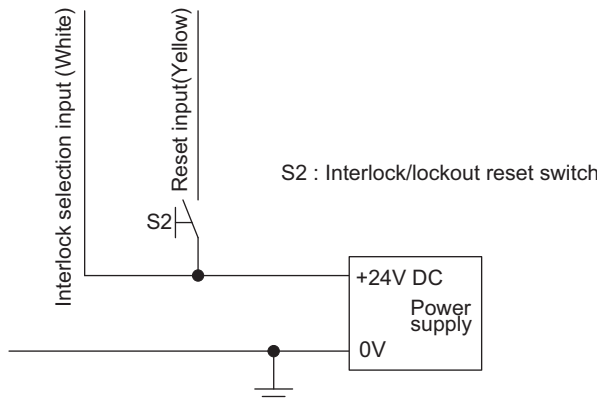 Interlock selection input (White)
Reset input(Yellow)
S2 : Interlock/lockout reset switch
S2
+24V DC
Power
supply
0V